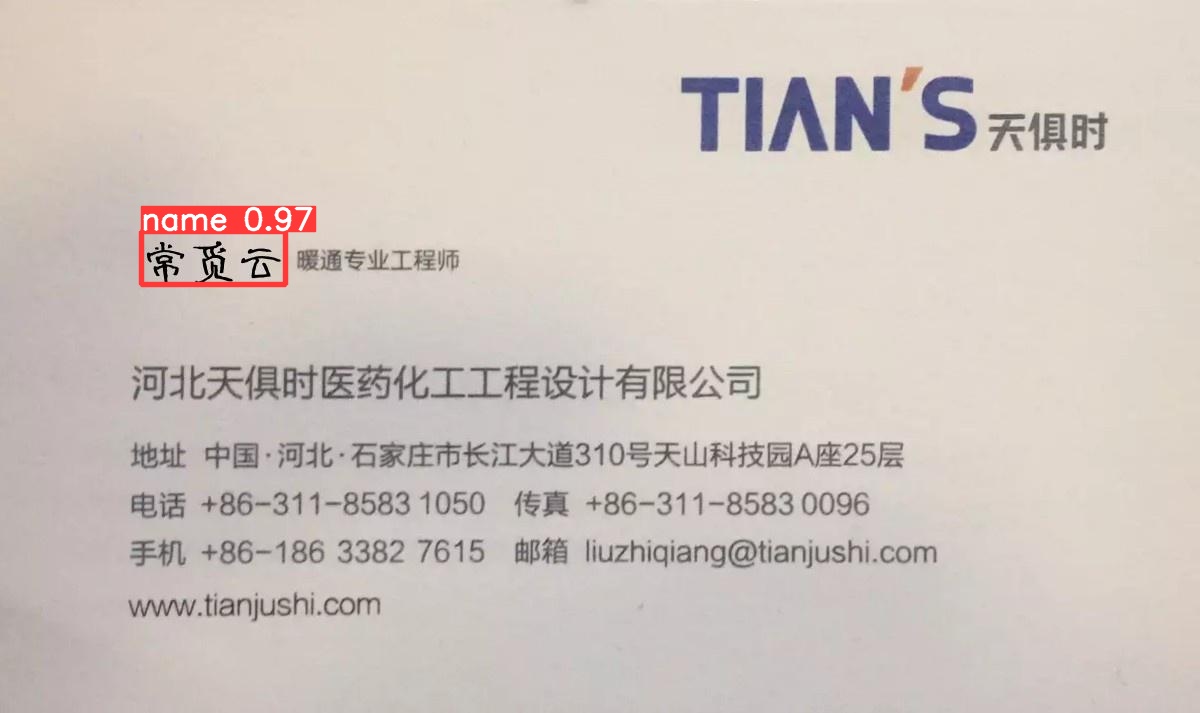 TIAN'S 天俱时
name 0.97
常觅云 暖通专业工程师
河北天俱时医药化工工程设计有限公司
地址 中国·河北·石家庄市长江大道310号天山科技园A座25层
电话 +86-311-8583 1050 传真 +86-311-8583 0096
手机 +86-186 3382 7615 邮箱 liuzhiqiang@tianjushi.com
www.tianjushi.com